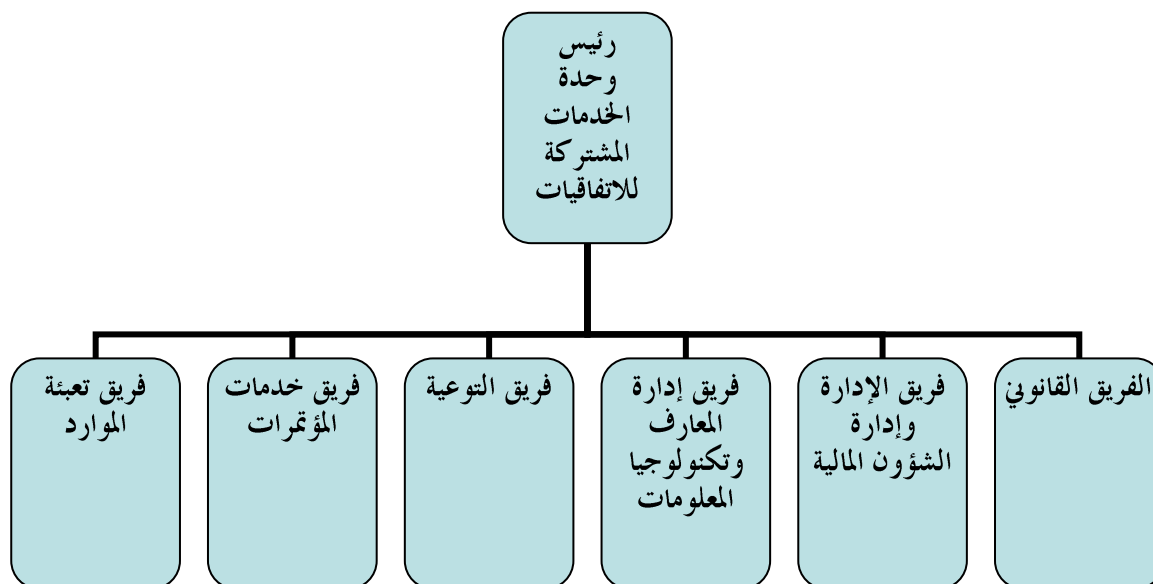 رئيس
وحدة
الخدمات
المشتركة
للاتفاقيات
الفريق القانوني
فريق الإدارة
وإدارة
الشؤون المالية
فريق إدارة
المعارف
وتكنولوجيا
المعلومات
فريق التوعية
فريق خدمات
المؤتمرات
فريق تعبئة
الموارد